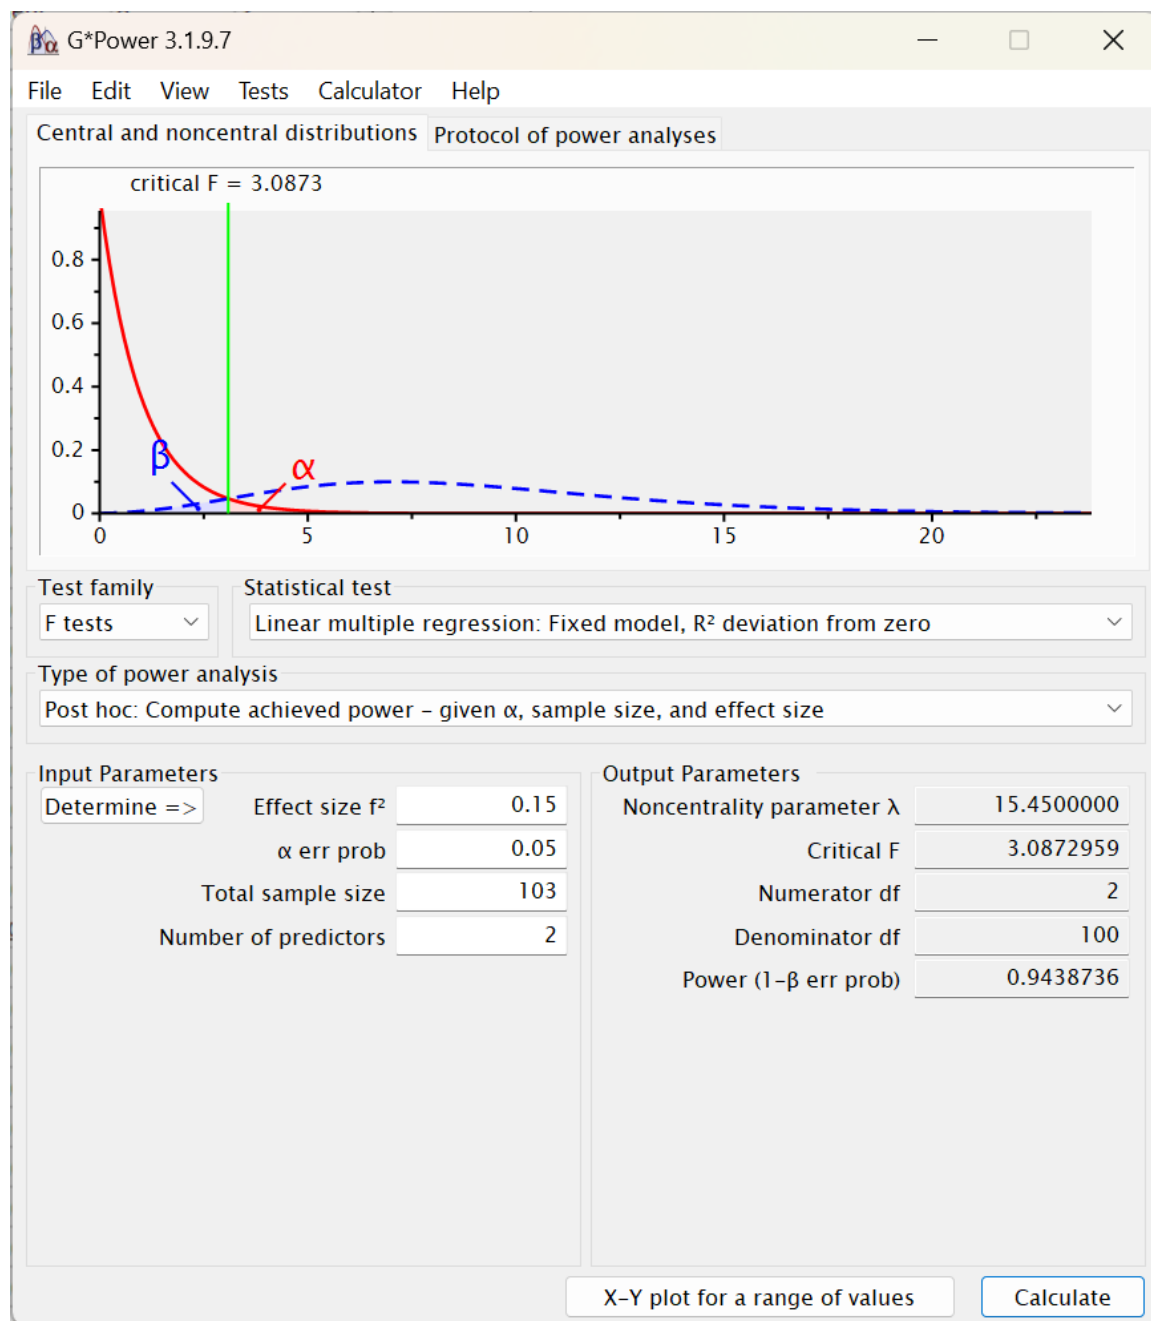 G*Power 3.1.9.7
File Edit View Tests Calculator Help
Central and noncentral distributions Protocol of power analyses
critical F = 3.0873
0.8
0.6
0.4
0.2
β
α
0
0 5 10 15 20
Test family Statistical test
F tests Linear multiple regression: Fixed model, R² deviation from zero
Type of power analysis
Post hoc: Compute achieved power – given α, sample size, and effect size
Input Parameters Output Parameters
Determine => Effect size f² 0.15 Noncentrality parameter λ 15.4500000
α err prob 0.05 Critical F 3.0872959
Total sample size 103 Numerator df 2
Number of predictors 2 Denominator df 100
Power (1-β err prob) 0.9438736
X-Y plot for a range of values Calculate